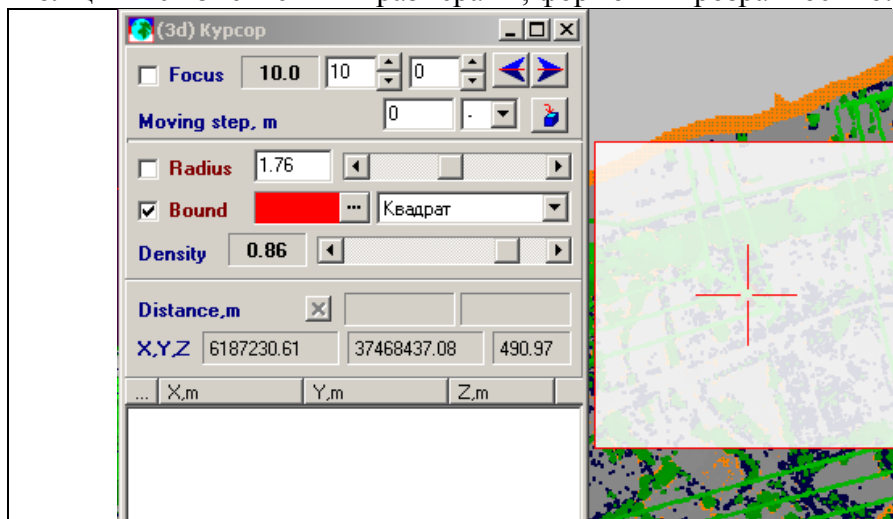 (3d) Курсор
Focus 10.0 10 0
Moving step, m 0 -
Radius 1.76
Bound ... Квадрат
Density 0.86
Distance,m
X,Y,Z 6187230.61 37468437.08 490.97
... X,m Y,m Z,m